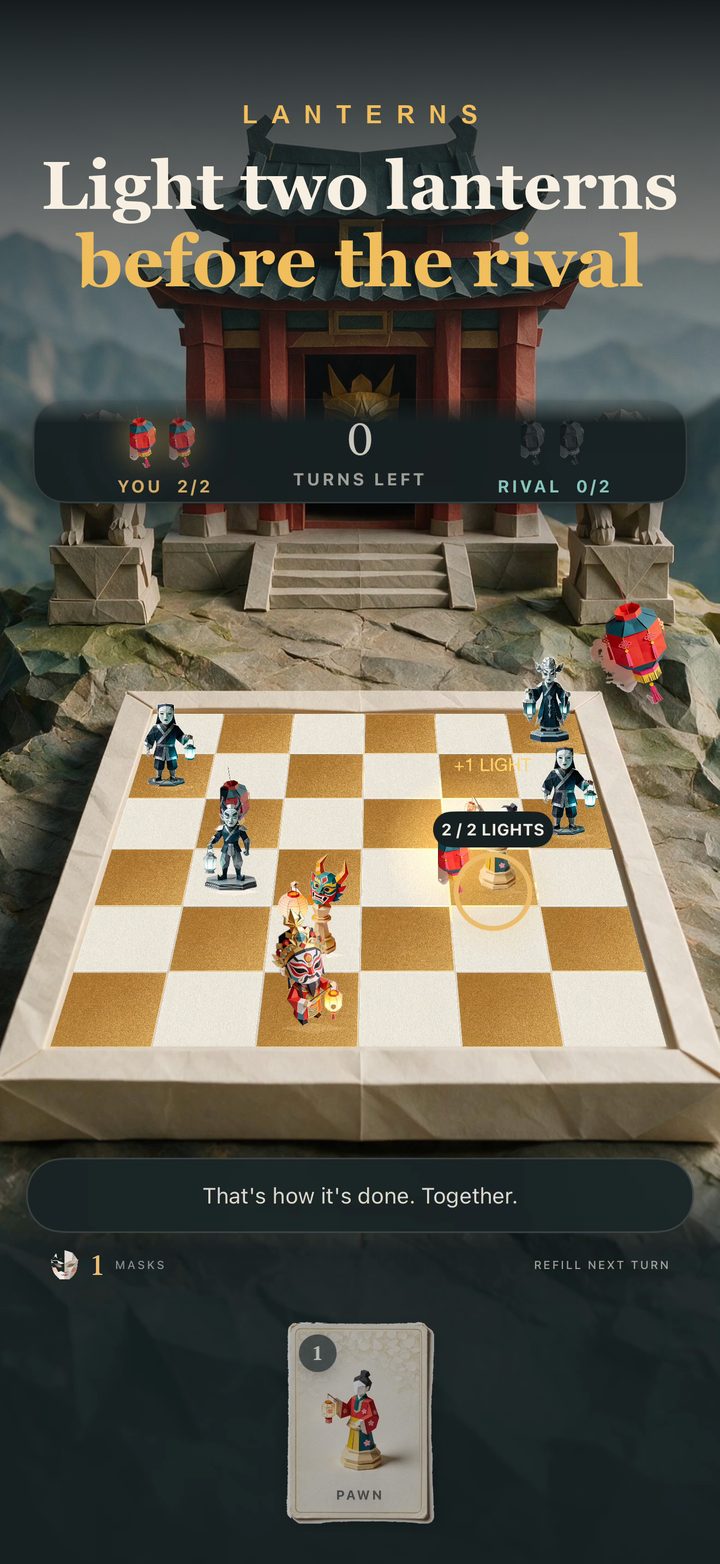 LANTERNS
Light two lanterns
before the rival
0
TURNS LEFT
YOU 2/2
RIVAL 0/2
+1 LIGHT
2 / 2 LIGHTS
That's how it's done. Together.
1 MASKS
REFILL NEXT TURN
1
PAWN